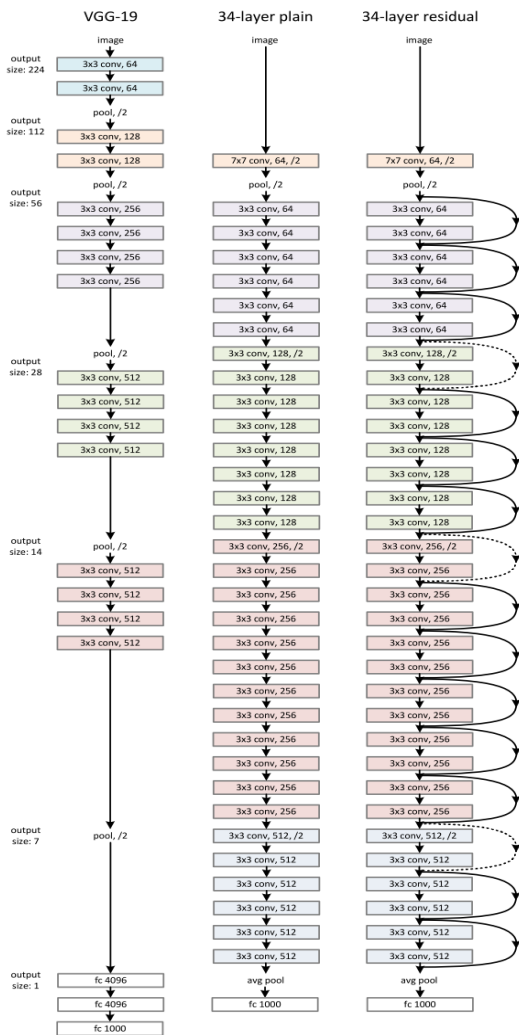 output
size: 224
output
size: 112
output
size: 56
output
size: 28
output
size: 14
output
size: 7
output
size: 1
VGG-19
image
3x3 conv, 64
3x3 conv, 64
pool, /2
3x3 conv, 128
3x3 conv, 128
pool, /2
3x3 conv, 256
3x3 conv, 256
3x3 conv, 256
3x3 conv, 256
pool, /2
3x3 conv, 512
3x3 conv, 512
3x3 conv, 512
3x3 conv, 512
pool, /2
3x3 conv, 512
3x3 conv, 512
3x3 conv, 512
3x3 conv, 512
pool, /2
fc 4096
fc 4096
fc 1000
34-layer plain
image
7x7 conv, 64, /2
pool, /2
3x3 conv, 64
3x3 conv, 64
3x3 conv, 64
3x3 conv, 64
3x3 conv, 64
3x3 conv, 64
3x3 conv, 128, /2
3x3 conv, 128
3x3 conv, 128
3x3 conv, 128
3x3 conv, 128
3x3 conv, 128
3x3 conv, 128
3x3 conv, 128
3x3 conv, 256, /2
3x3 conv, 256
3x3 conv, 256
3x3 conv, 256
3x3 conv, 256
3x3 conv, 256
3x3 conv, 256
3x3 conv, 256
3x3 conv, 256
3x3 conv, 256
3x3 conv, 256
3x3 conv, 256
3x3 conv, 512, /2
3x3 conv, 512
3x3 conv, 512
3x3 conv, 512
3x3 conv, 512
3x3 conv, 512
avg pool
fc 1000
34-layer residual
image
7x7 conv, 64, /2
pool, /2
3x3 conv, 64
3x3 conv, 64
3x3 conv, 64
3x3 conv, 64
3x3 conv, 64
3x3 conv, 64
3x3 conv, 128, /2
3x3 conv, 128
3x3 conv, 128
3x3 conv, 128
3x3 conv, 128
3x3 conv, 128
3x3 conv, 128
3x3 conv, 128
3x3 conv, 256, /2
3x3 conv, 256
3x3 conv, 256
3x3 conv, 256
3x3 conv, 256
3x3 conv, 256
3x3 conv, 256
3x3 conv, 256
3x3 conv, 256
3x3 conv, 256
3x3 conv, 256
3x3 conv, 256
3x3 conv, 512, /2
3x3 conv, 512
3x3 conv, 512
3x3 conv, 512
3x3 conv, 512
3x3 conv, 512
avg pool
fc 1000